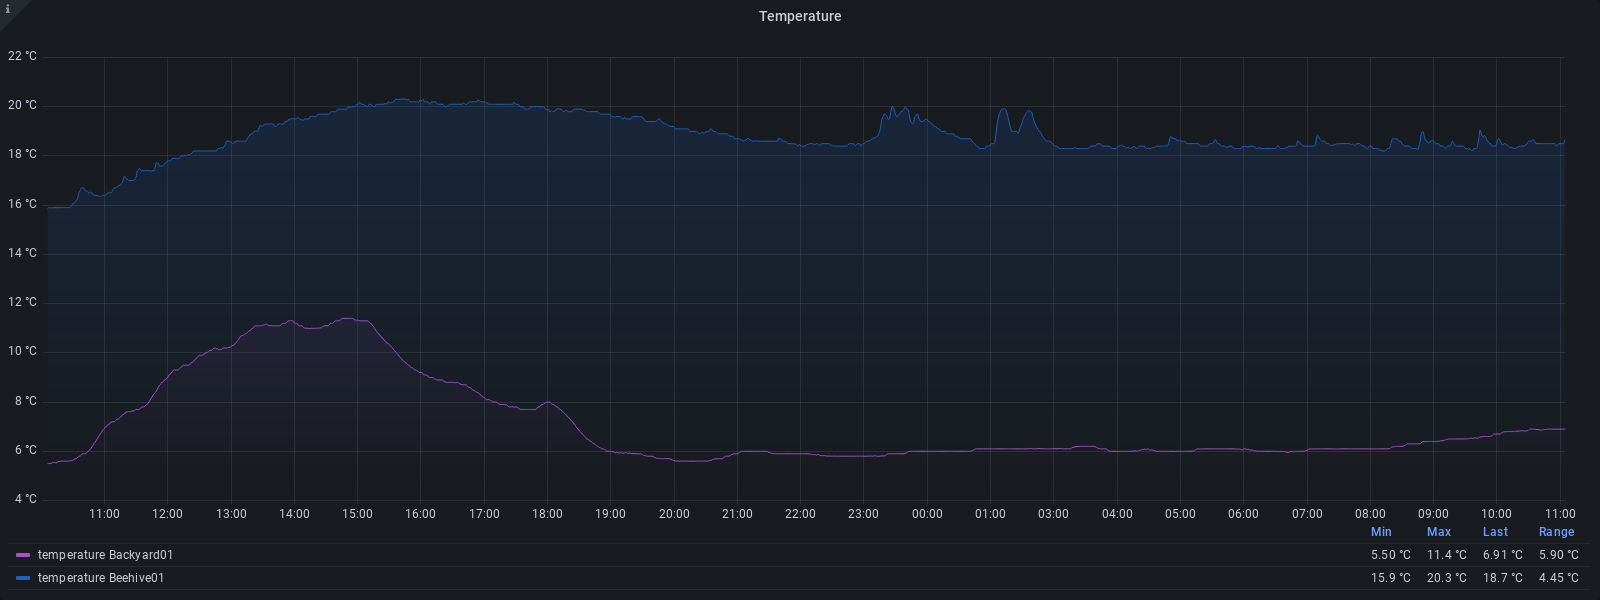 i
Temperature
22 °C
20 °C
18 °C
16 °C
14 °C
12 °C
10 °C
8 °C
6 °C
4 °C
11:00 12:00 13:00 14:00 15:00 16:00 17:00 18:00 19:00 20:00 21:00 22:00 23:00 00:00 01:00 02:00 03:00 04:00 05:00 06:00 07:00 08:00 09:00 10:00 11:00
Min Max Last Range
temperature Backyard01 5.50 °C 11.4 °C 6.91 °C 5.90 °C
temperature Beehive01 15.9 °C 20.3 °C 18.7 °C 4.45 °C